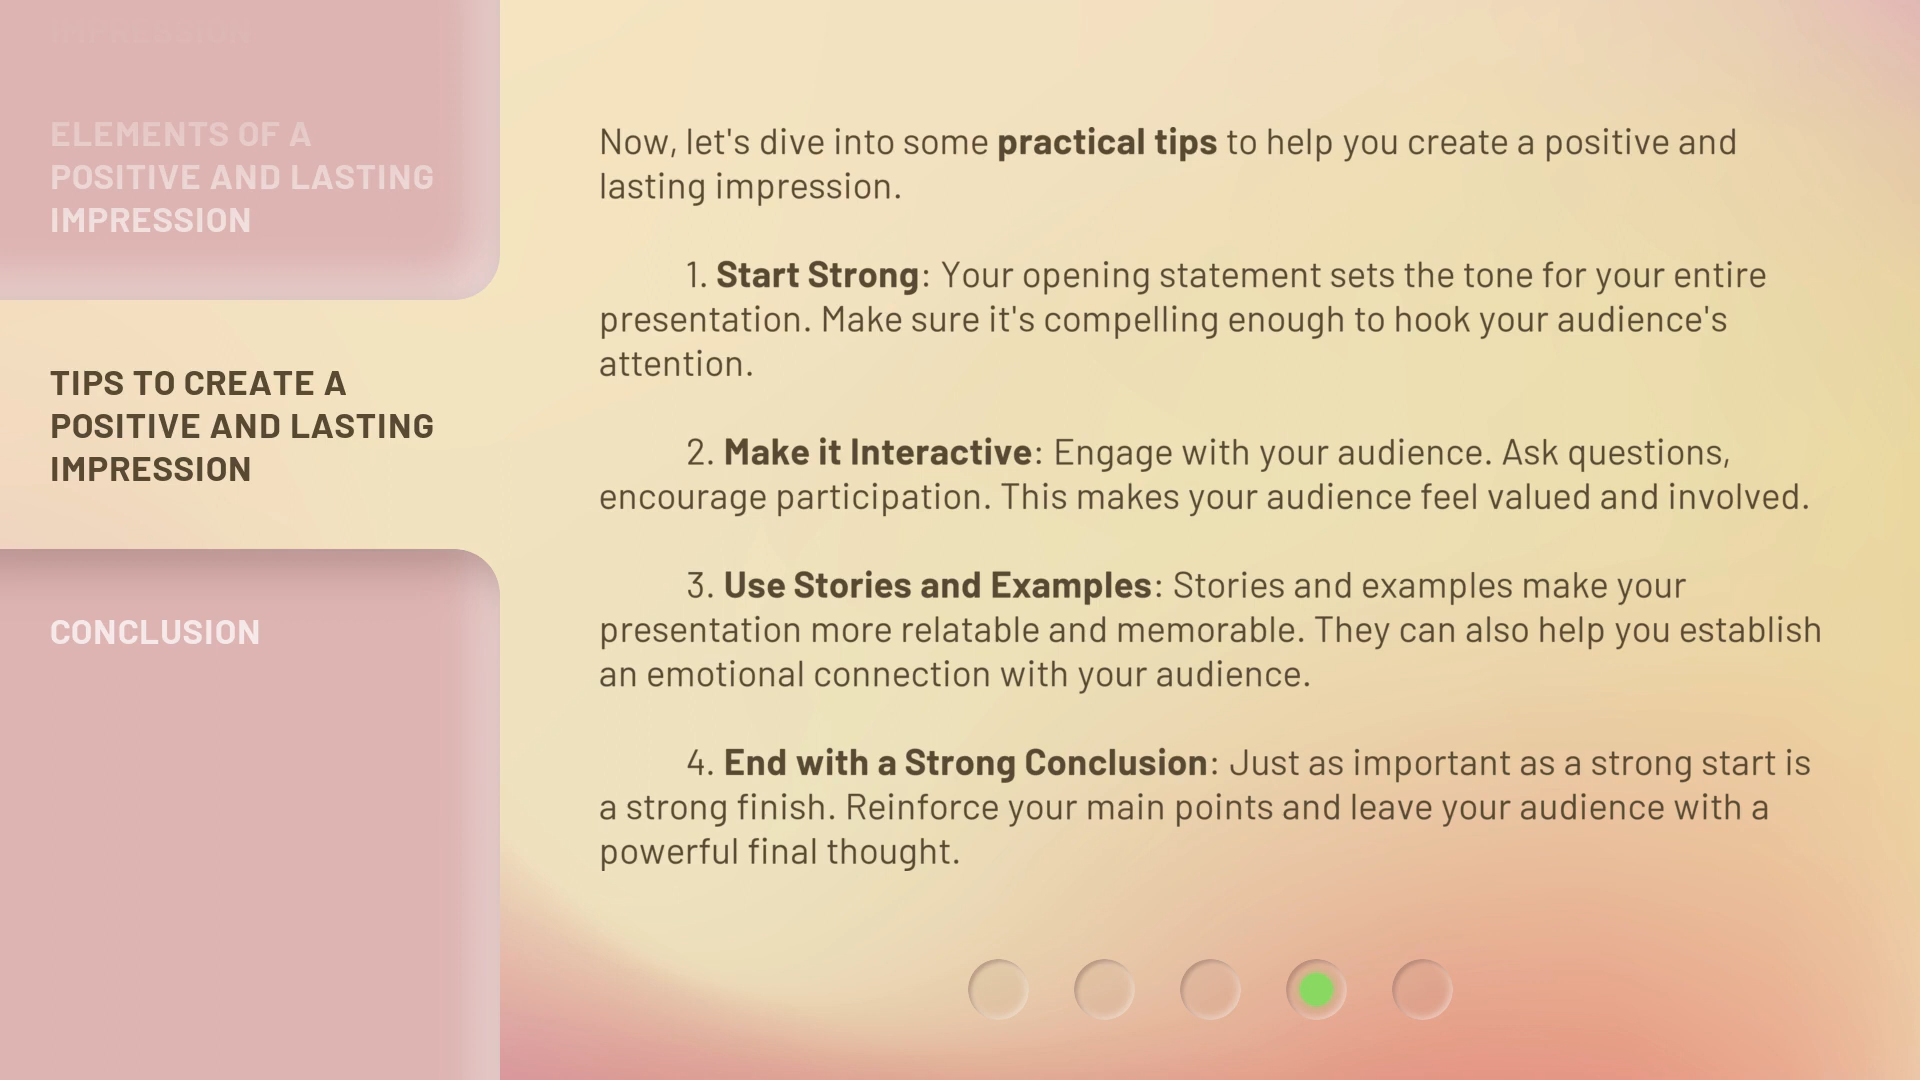 IMPRESSION
ELEMENTS OF A
POSITIVE AND LASTING
IMPRESSION
TIPS TO CREATE A
POSITIVE AND LASTING
IMPRESSION
CONCLUSION
Now, let's dive into some practical tips to help you create a positive and
lasting impression.
1. Start Strong: Your opening statement sets the tone for your entire
presentation. Make sure it's compelling enough to hook your audience's
attention.
2. Make it Interactive: Engage with your audience. Ask questions,
encourage participation. This makes your audience feel valued and involved.
3. Use Stories and Examples: Stories and examples make your
presentation more relatable and memorable. They can also help you establish
an emotional connection with your audience.
4. End with a Strong Conclusion: Just as important as a strong start is
a strong finish. Reinforce your main points and leave your audience with a
powerful final thought.